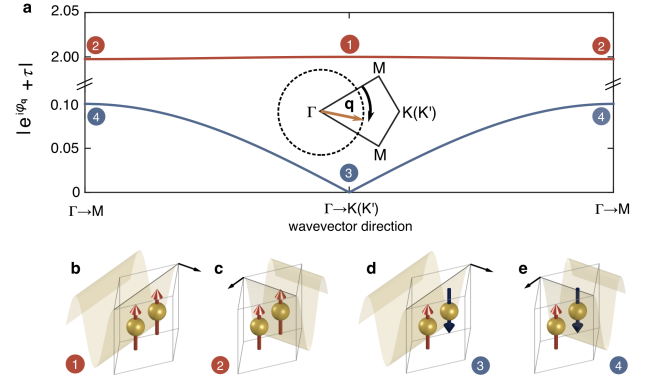 a
2.05
2
1
2
2.00
M
0.10
4
Γ
q
K(K')
4
0.05
M
3
0
|e^{iφ_q} + τ|
Γ→M
Γ→K(K')
Γ→M
wavevector direction
b
c
d
e
1
2
3
4